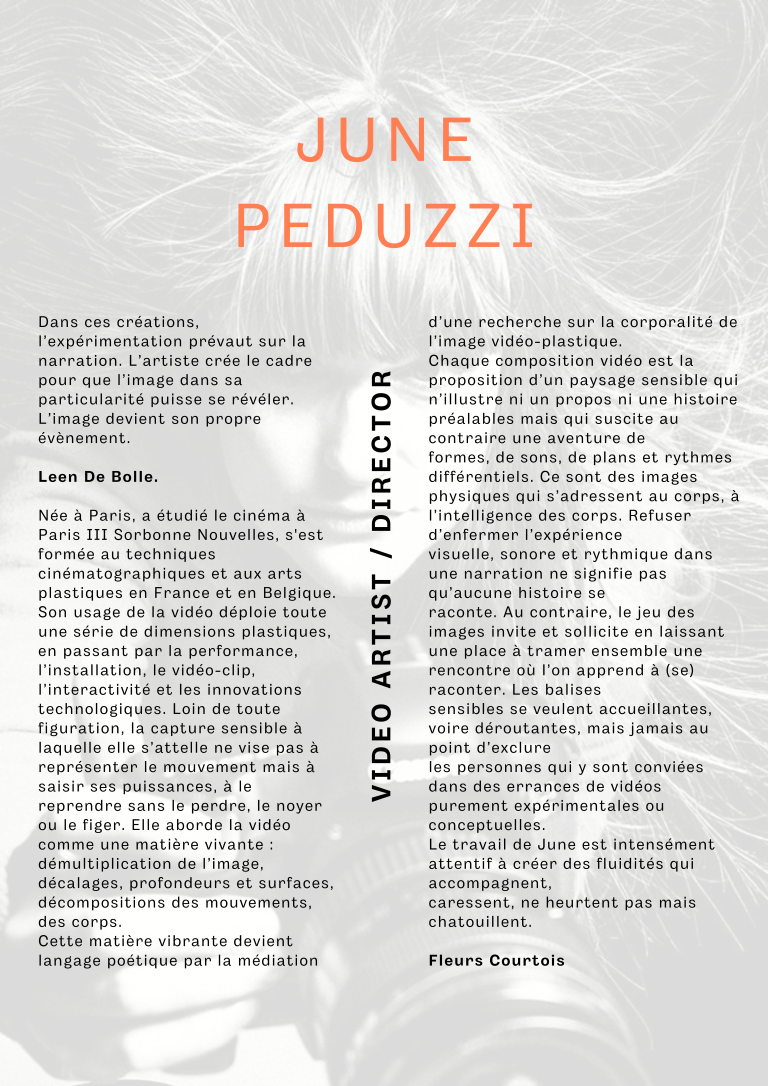 JUNE
PEDUZZI
Dans ces créations,
l'expérimentation prévaut sur la
narration. L'artiste crée le cadre
pour que l'image dans sa
particularité puisse se révéler.
L'image devient son propre
évènement.
Leen De Bolle.
Née à Paris, a étudié le cinéma à
Paris III Sorbonne Nouvelles, s'est
formée au techniques
cinématographiques et aux arts
plastiques en France et en Belgique.
Son usage de la vidéo déploie toute
une série de dimensions plastiques,
en passant par la performance,
l'installation, le vidéo-clip,
l'interactivité et les innovations
technologiques. Loin de toute
figuration, la capture sensible à
laquelle elle s'attelle ne vise pas à
représenter le mouvement mais à
saisir ses puissances, à le
reprendre sans le perdre, le noyer
ou le figer. Elle aborde la vidéo
comme une matière vivante :
démultiplication de l'image,
décalages, profondeurs et surfaces,
décompositions des mouvements,
des corps.
Cette matière vibrante devient
langage poétique par la médiation
VIDEO ARTIST / DIRECTOR
d'une recherche sur la corporalité de
l'image vidéo-plastique.
Chaque composition vidéo est la
proposition d'un paysage sensible qui
n'illustre ni un propos ni une histoire
préalables mais qui suscite au
contraire une aventure de
formes, de sons, de plans et rythmes
différentiels. Ce sont des images
physiques qui s'adressent au corps, à
l'intelligence des corps. Refuser
d'enfermer l'expérience
visuelle, sonore et rythmique dans
une narration ne signifie pas
qu'aucune histoire se
raconte. Au contraire, le jeu des
images invite et sollicite en laissant
une place à tramer ensemble une
rencontre où l'on apprend à (se)
raconter. Les balises
sensibles se veulent accueillantes,
voire déroutantes, mais jamais au
point d'exclure
les personnes qui y sont conviées
dans des errances de vidéos
purement expérimentales ou
conceptuelles.
Le travail de June est intensément
attentif à créer des fluidités qui
accompagnent,
caressent, ne heurtent pas mais
chatouillent.
Fleurs Courtois